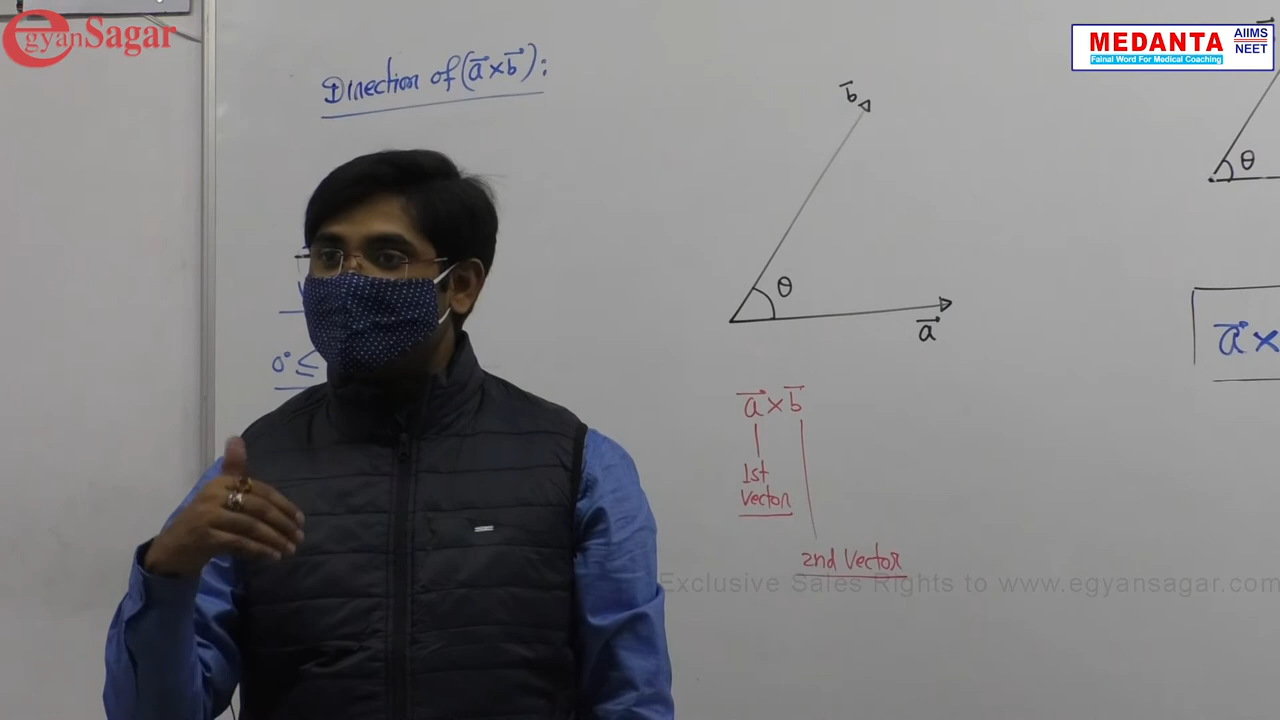 egyanSagar
MEDANTA
AIIMS
NEET
Fainal Word For Medical Coaching
Direction of (a⃗×b⃗):
b⃗
θ
a⃗
θ
0° ≤
a⃗ ×
a⃗×b⃗
1st
vector
2nd vector
Exclusive Sales Rights to www.egyansagar.com